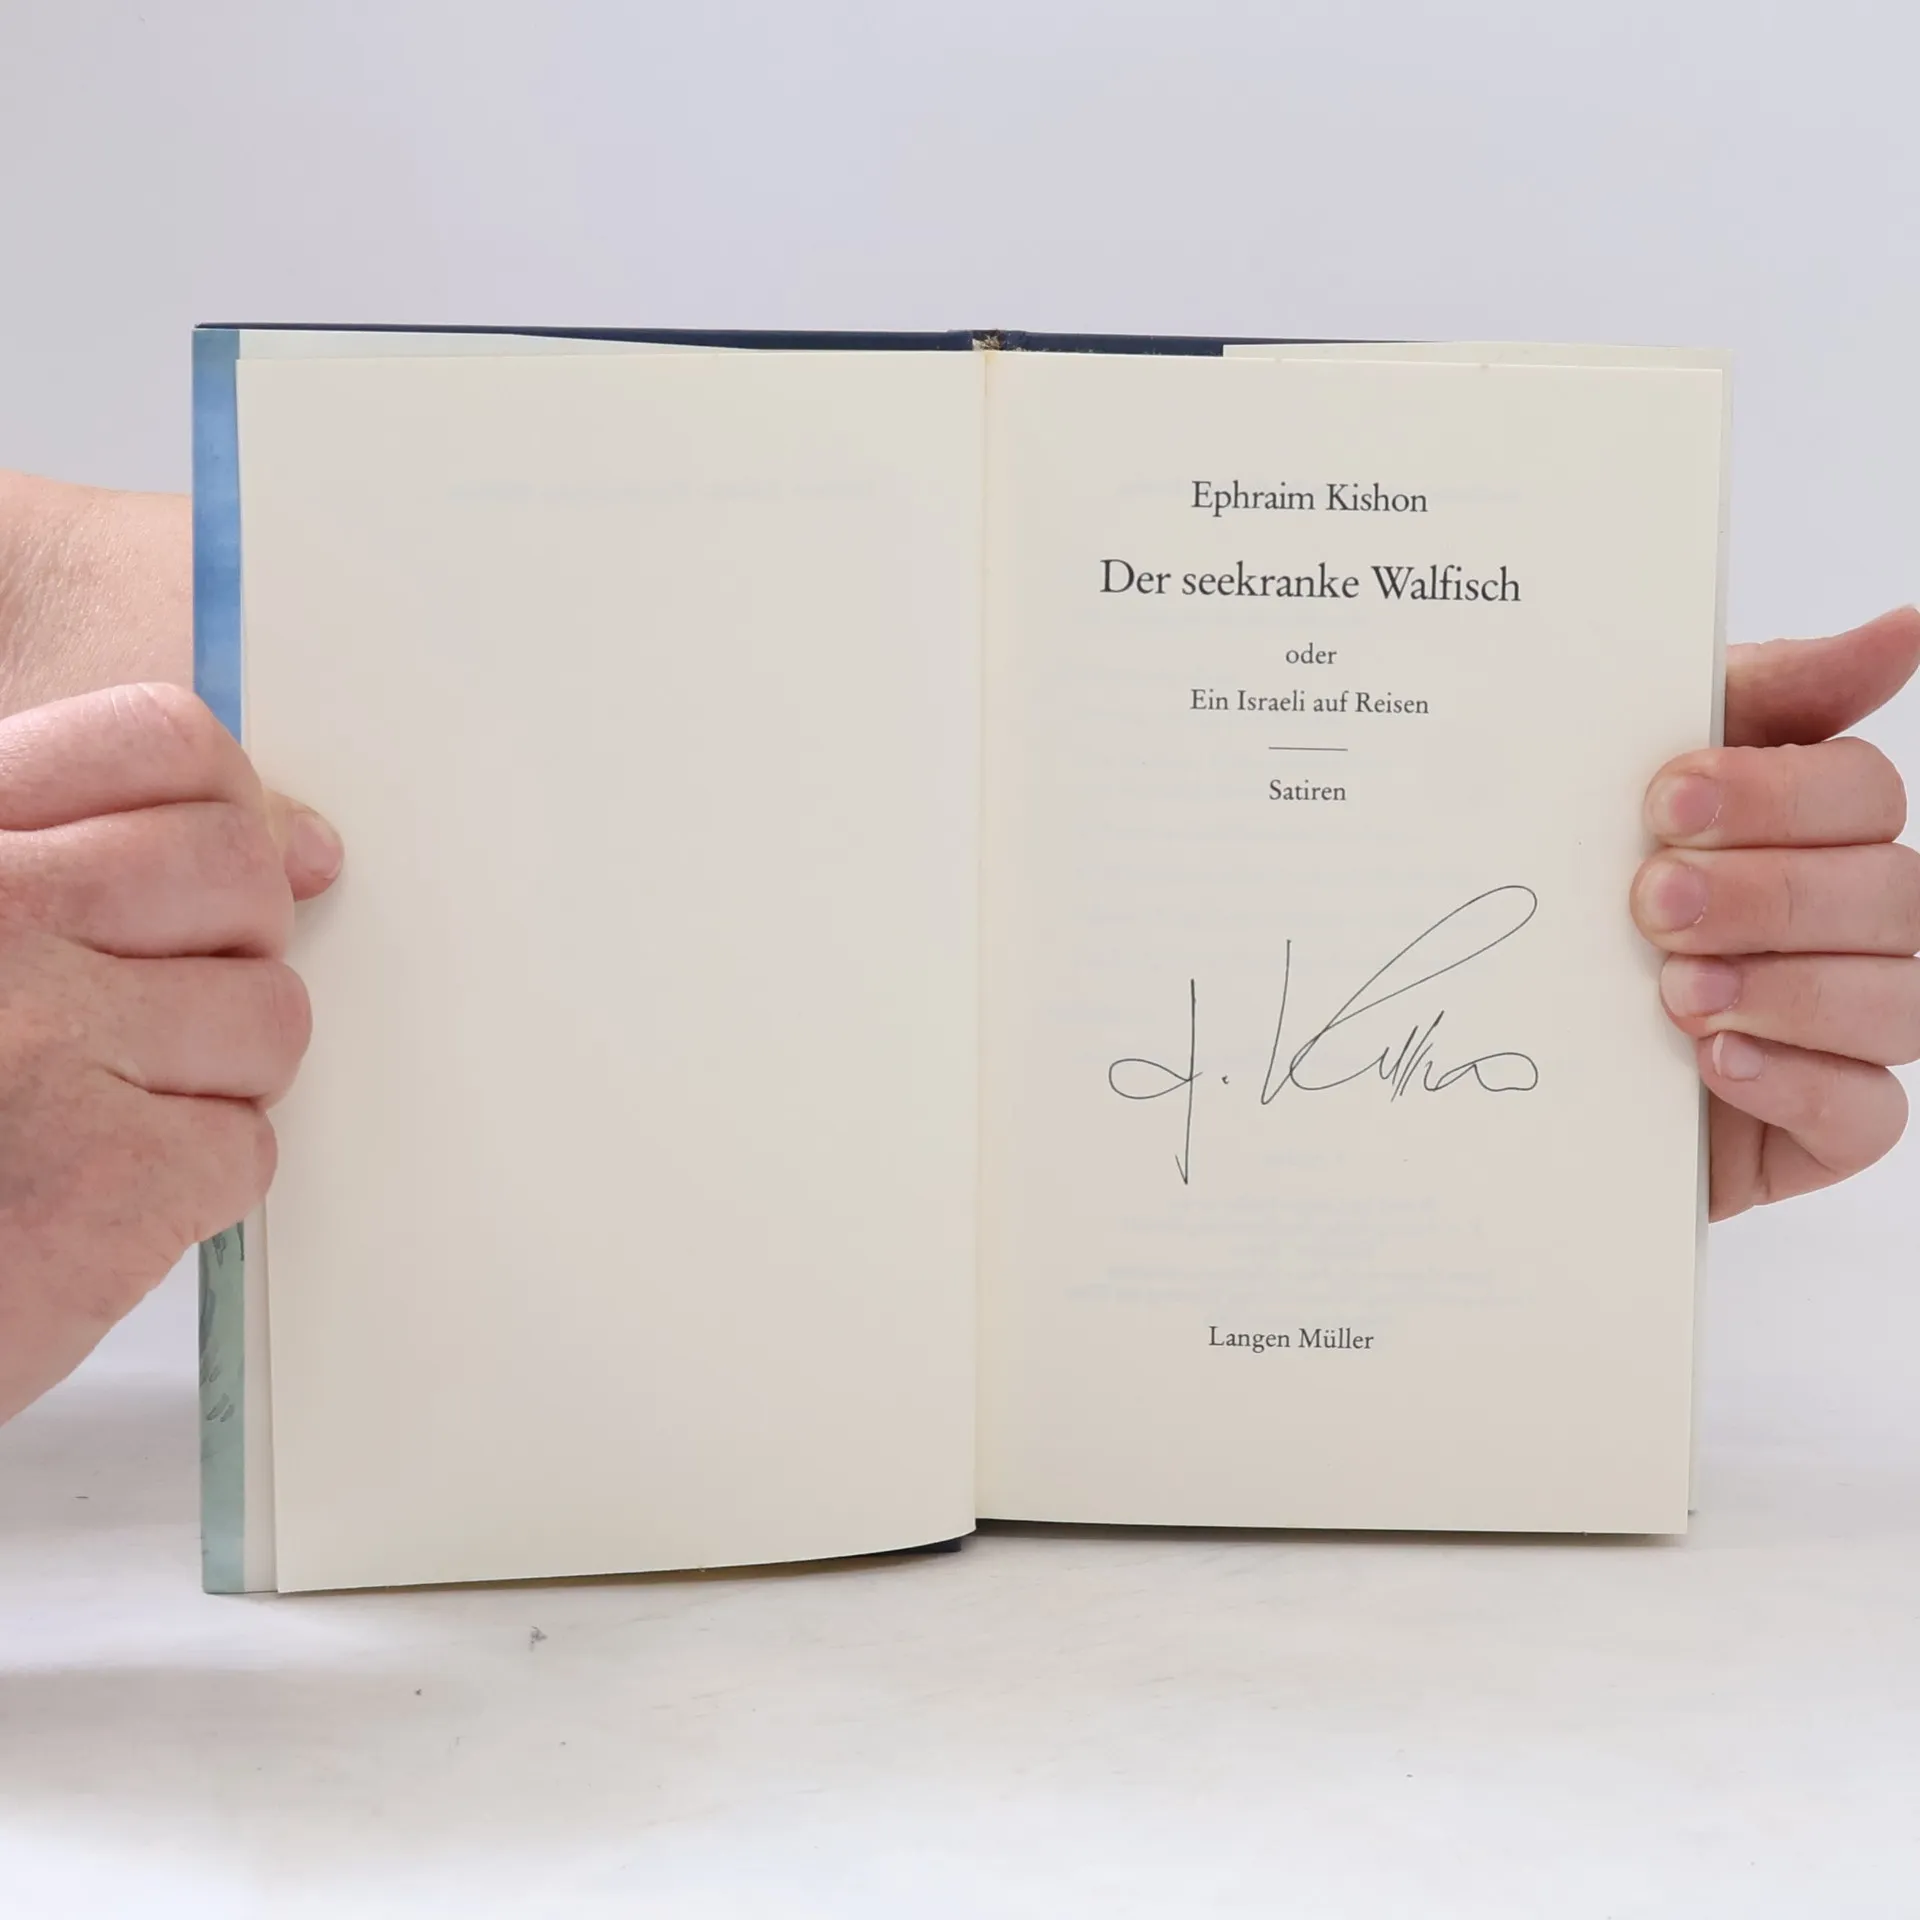 Ephraim Kishon
Der seekranke Walfisch
oder
Ein Israeli auf Reisen
Satiren
Langen Müller